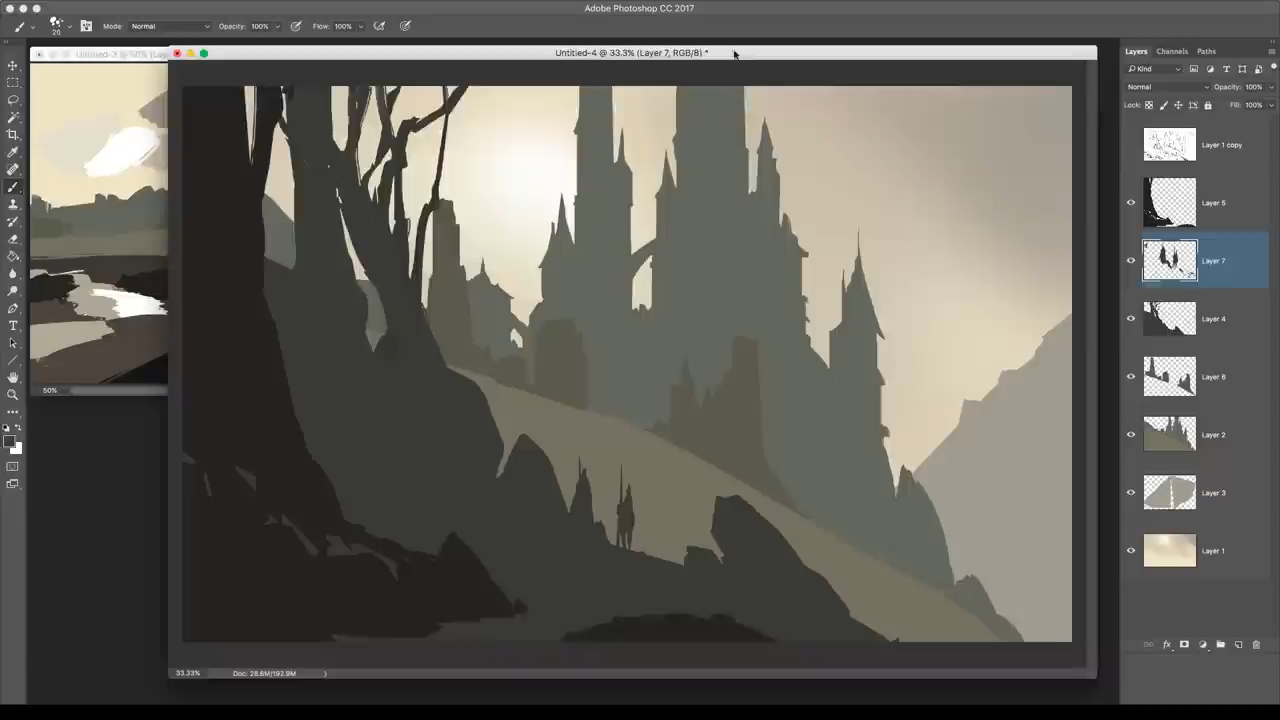 Adobe Photoshop CC 2017
20
Mode: Normal
Opacity: 100%
Flow: 100%
Untitled-4 @ 33.3% (Layer 7, RGB/8) *
50%
33.33%
Doc: 28.6M/192.9M
Layers
Channels
Paths
Kind
Normal
Opacity: 100%
Lock:
Fill: 100%
Layer 1 copy
Layer 5
Layer 7
Layer 4
Layer 6
Layer 2
Layer 3
Layer 1